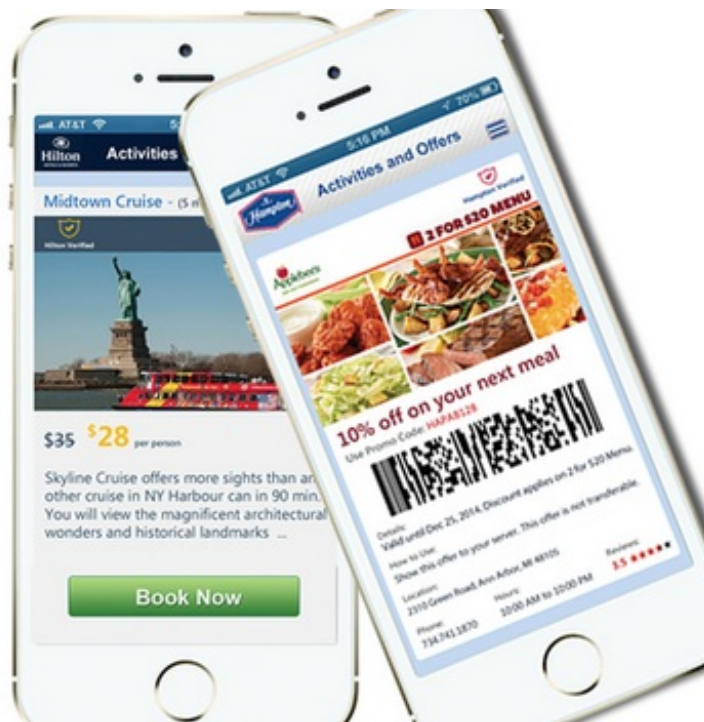 AT&T
Hilton
Activities
Midtown Cruise - (5 m
Hilton Verified
$35 $28 per person
Skyline Cruise offers more sights than an
other cruise in NY Harbour can in 90 min.
You will view the magnificent architectural
wonders and historical landmarks ...
Book Now
AT&T 5:16 PM 70%
Hampton
Activities and Offers
Hampton Verified
Applebee's
2 FOR $20 MENU
10% off on your next meal
Use Promo Code: HAPA8128
Details:
Valid until Dec 25, 2014. Discount applies on 2 for $20 Menu.
How to Use:
Show this offer to your server. This offer is not transferable.
Location:
2310 Green Road, Ann Arbor, MI 48105
Phone:
734.741.1870
Hours:
10:00 AM to 10:00 PM
Reviews:
3.5